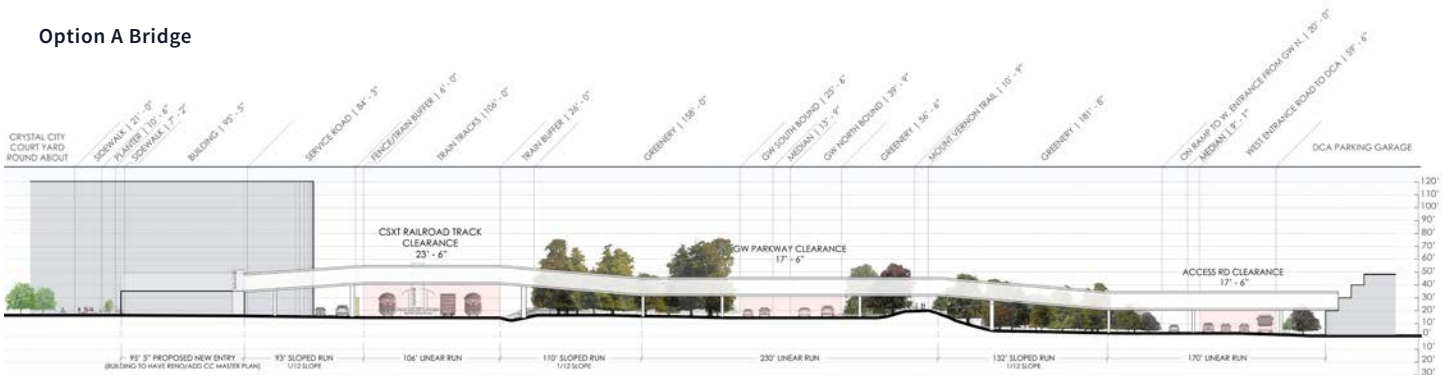 Option A Bridge
CRYSTAL CITY
COURT YARD
ROUND ABOUT
SIDEWALK | 21' - 0"
PLANTER | 10' - 6"
SIDEWALK | 7' - 2"
BUILDING | 95' - 5"
SERVICE ROAD | 84' - 5"
FENCE/TRAIN BUFFER | 6' - 0"
TRAIN TRACKS | 106' - 0"
TRAIN BUFFER | 26' - 0"
GREENERY | 158' - 0"
GW SOUTH BOUND | 25' - 6"
MEDIAN | 13' - 9"
GW NORTH BOUND | 39' - 9"
GREENERY | 56' - 6"
MOUNT VERNON TRAIL | 10' - 9"
GREENERY | 181' - 8"
ON RAMP TO W. ENTRANCE FROM GW N. | 20' - 0"
MEDIAN | 9' - 1"
WEST ENTRANCE ROAD TO DCA | 59' - 6"
DCA PARKING GARAGE
120'
110'
100'
90'
80'
70'
60'
50'
40'
30'
20'
10'
0'
10'
20'
30'
CSXT RAILROAD TRACK
CLEARANCE
23' - 6"
GW PARKWAY CLEARANCE
17' - 6"
ACCESS RD CLEARANCE
17' - 6"
95' 5" PROPOSED NEW ENTRY
(BUILDING TO HAVE RENO/ADD CC MASTER PLAN)
93' SLOPED RUN
1/12 SLOPE
106' LINEAR RUN
110' SLOPED RUN
1/12 SLOPE
230' LINEAR RUN
132' SLOPED RUN
1/12 SLOPE
170' LINEAR RUN